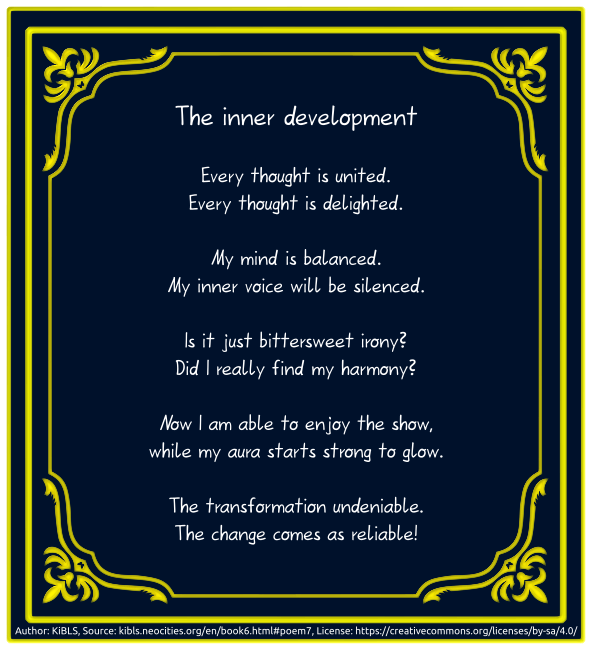 The inner development
Every thought is united.
Every thought is delighted.
My mind is balanced.
My inner voice will be silenced.
Is it just bittersweet irony?
Did I really find my harmony?
Now I am able to enjoy the show,
while my aura starts strong to glow.
The transformation undeniable.
The change comes as reliable!
Author: KiBLS, Source: kibls.neocities.org/en/book6.html#poem7, License: https://creativecommons.org/licenses/by-sa/4.0/